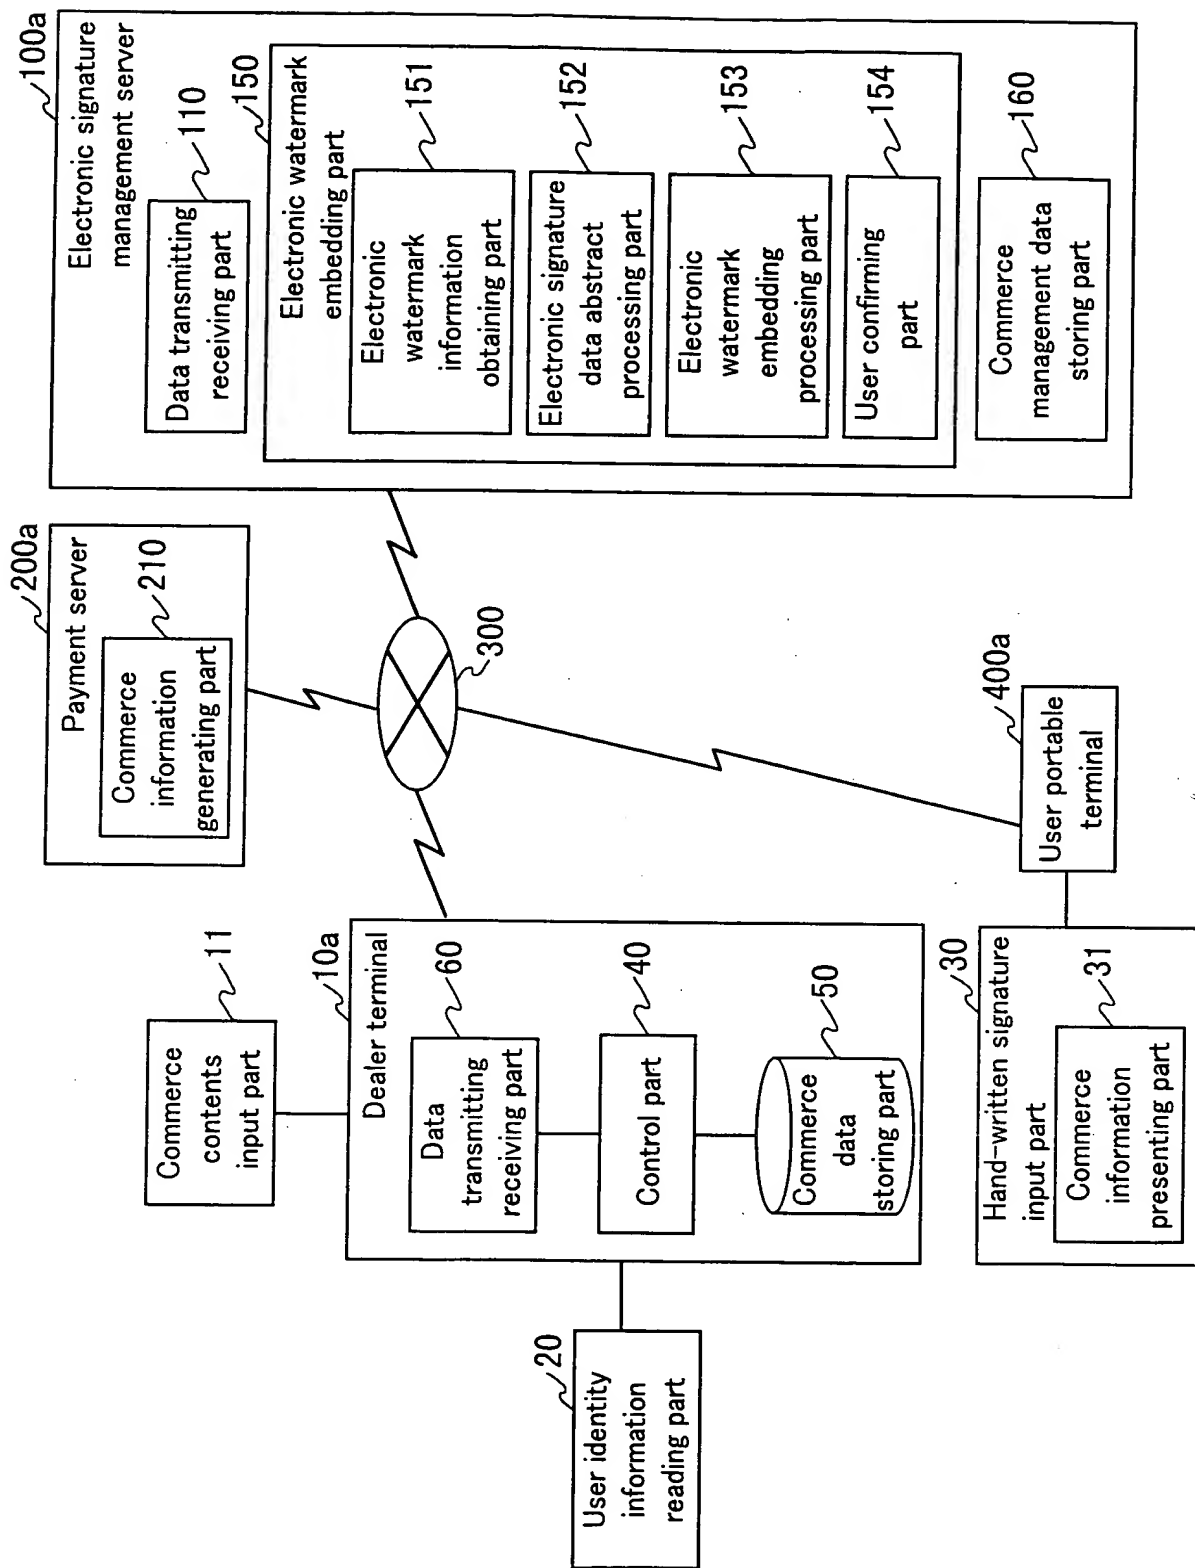 11
Commerce
contents
input part
20
User identity
information
reading part
10a
Dealer terminal
60
Data
transmitting
receiving part
40
Control part
50
Commerce
data
storing part
30
Hand-written signature
input part
31
Commerce
information
presenting part
200a
Payment server
210
Commerce
information
generating part
300
400a
User portable
terminal
100a
Electronic signature
management server
110
Data transmitting
receiving part
150
Electronic watermark
embedding part
151
Electronic
watermark
information
obtaining part
152
Electronic signature
data abstract
processing part
153
Electronic
watermark
embedding
processing part
154
User confirming
part
160
Commerce
management data
storing part